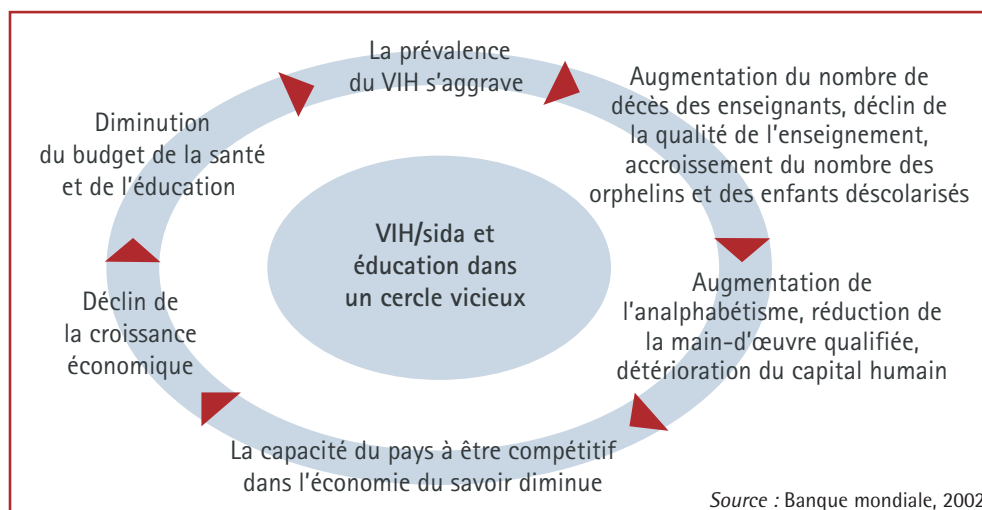 La prévalence
du VIH s'aggrave
Augmentation du nombre de
décès des enseignants, déclin de
la qualité de l'enseignement,
accroissement du nombre des
orphelins et des enfants déscolarisés
Augmentation de
l'analphabétisme, réduction de
la main-d'œuvre qualifiée,
détérioration du capital humain
La capacité du pays à être compétitif
dans l'économie du savoir diminue
Déclin de
la croissance
économique
Diminution
du budget de la santé
et de l'éducation
VIH/sida et
éducation dans
un cercle vicieux
Source : Banque mondiale, 2002